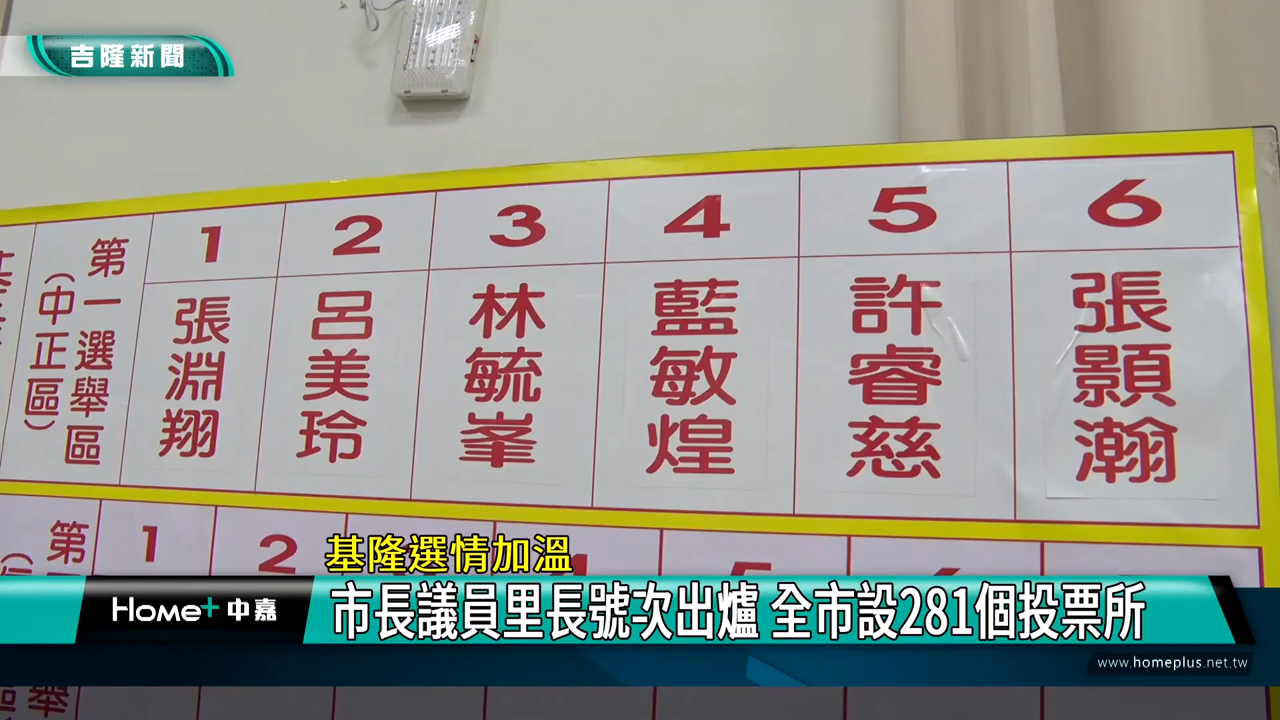 吉隆新聞
第一選舉區
（中正區）
1
2
3
4
5
6
張淵翔
呂美玲
林毓峯
藍敏煌
許睿慈
張顥瀚
第
1
2
基隆選情加溫
Home+中嘉
市長議員里長號次出爐 全市設281個投票所
www.homeplus.net.tw